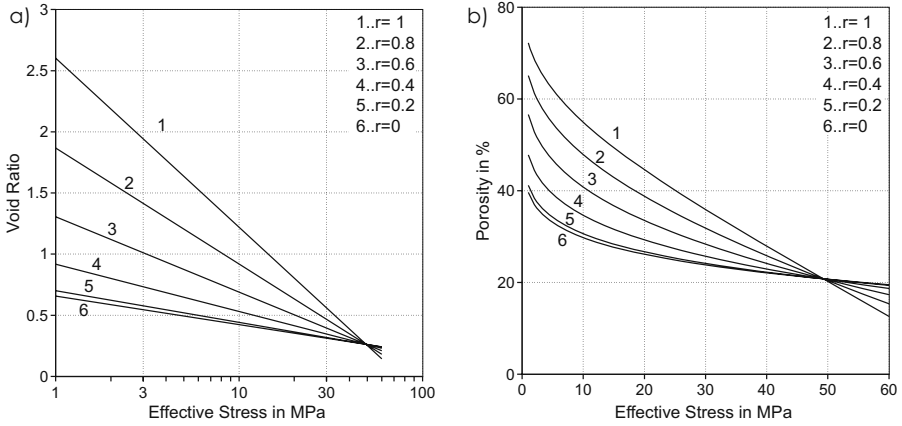 a)
3
2.5
2
1.5
1
0.5
0
Void Ratio
1 3 10 30 100
Effective Stress in MPa
1..r= 1
2..r=0.8
3..r=0.6
4..r=0.4
5..r=0.2
6..r=0
1
2
3
4
5
6
b)
80
60
40
20
0
Porosity in %
0 10 20 30 40 50 60
Effective Stress in MPa
1..r= 1
2..r=0.8
3..r=0.6
4..r=0.4
5..r=0.2
6..r=0
1
2
3
4
5
6